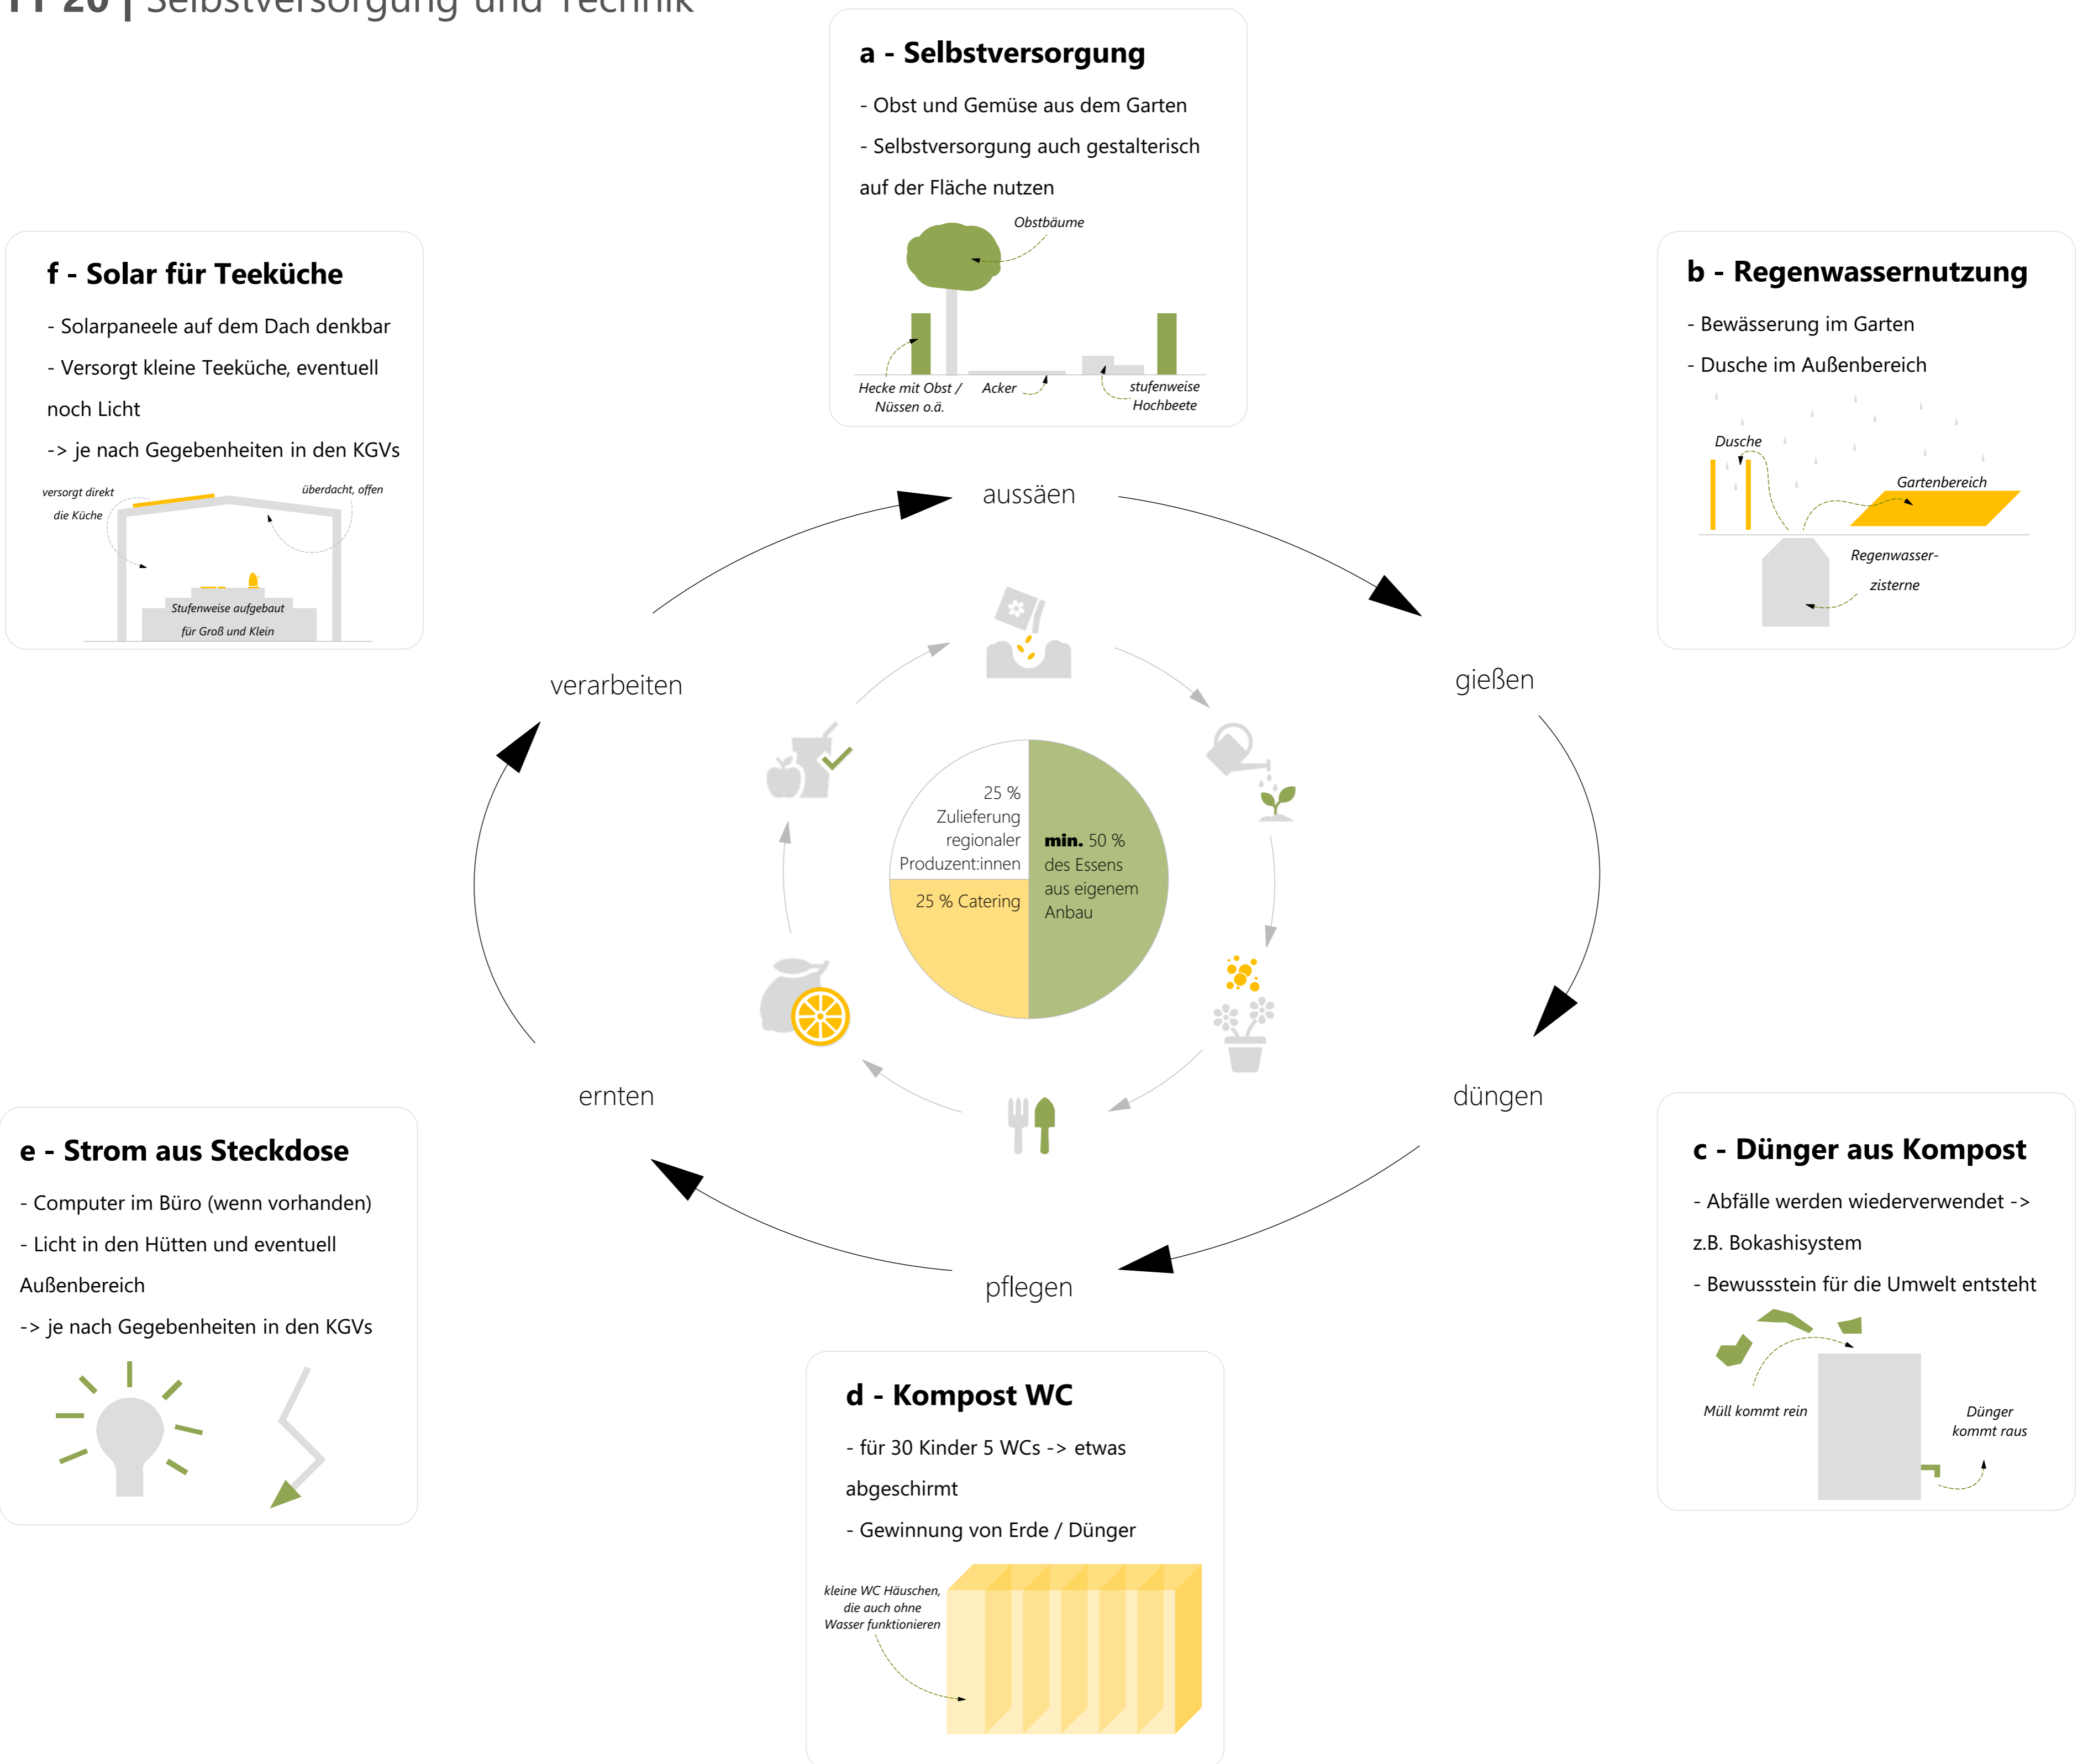 20 | Selbstversorgung und Technik
a - Selbstversorgung
- Obst und Gemüse aus dem Garten
- Selbstversorgung auch gestalterisch
auf der Fläche nutzen
Obstbäume
Hecke mit Obst /
Nüssen o.ä.
Acker
stufenweise
Hochbeete
f - Solar für Teeküche
- Solarpaneele auf dem Dach denkbar
- Versorgt kleine Teeküche, eventuell
noch Licht
-> je nach Gegebenheiten in den KGVs
versorgt direkt
die Küche
überdacht, offen
Stufenweise aufgebaut
für Groß und Klein
b - Regenwassernutzung
- Bewässerung im Garten
- Dusche im Außenbereich
Dusche
Gartenbereich
Regenwasser-
zisterne
aussäen
gießen
düngen
pflegen
ernten
verarbeiten
25 %
Zulieferung
regionaler
Produzent:innen
25 % Catering
min. 50 %
des Essens
aus eigenem
Anbau
e - Strom aus Steckdose
- Computer im Büro (wenn vorhanden)
- Licht in den Hütten und eventuell
Außenbereich
-> je nach Gegebenheiten in den KGVs
c - Dünger aus Kompost
- Abfälle werden wiederverwendet ->
z.B. Bokashisystem
- Bewussstein für die Umwelt entsteht
Müll kommt rein
Dünger
kommt raus
d - Kompost WC
- für 30 Kinder 5 WCs -> etwas
abgeschirmt
- Gewinnung von Erde / Dünger
kleine WC Häuschen,
die auch ohne
Wasser funktionieren